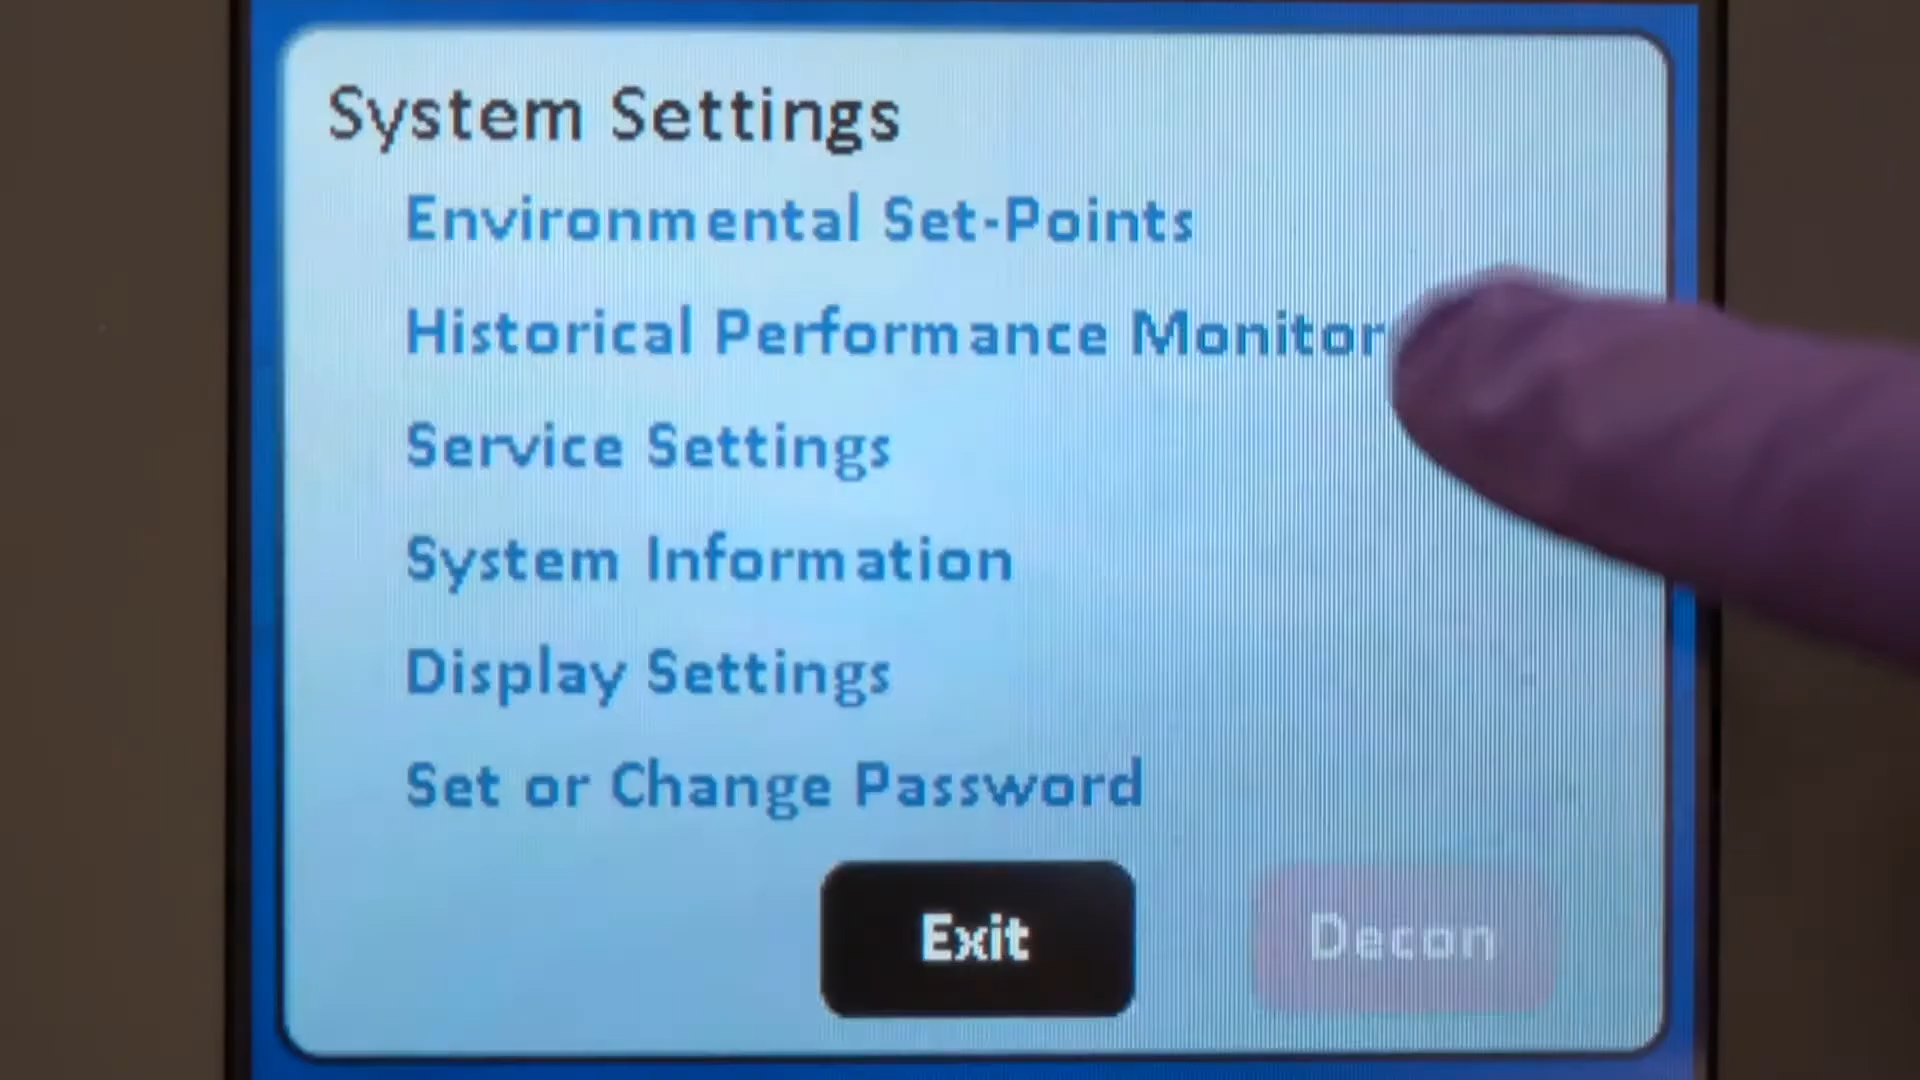 System Settings
Environmental Set-Points
Historical Performance Monitor
Service Settings
System Information
Display Settings
Set or Change Password
Exit
Decon